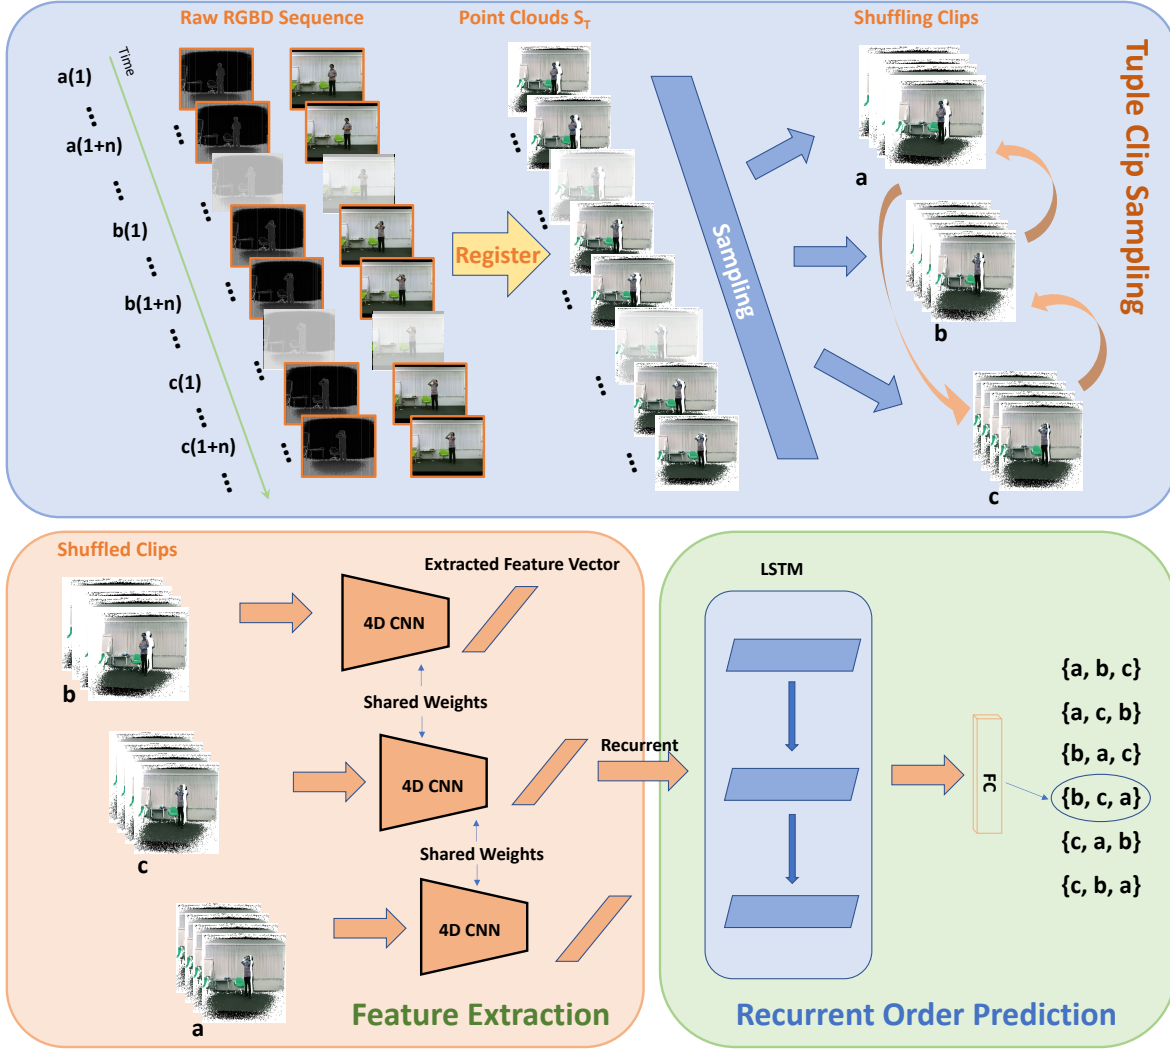 Raw RGBD Sequence
Point Clouds S_T
Shuffling Clips
Time
a(1)
a(1+n)
b(1)
b(1+n)
c(1)
c(1+n)
Register
Sampling
a
b
c
Tuple Clip Sampling
Shuffled Clips
Extracted Feature Vector
b
4D CNN
Shared Weights
c
4D CNN
Shared Weights
a
4D CNN
Feature Extraction
Recurrent
LSTM
FC
{a, b, c}
{a, c, b}
{b, a, c}
{b, c, a}
{c, a, b}
{c, b, a}
Recurrent Order Prediction